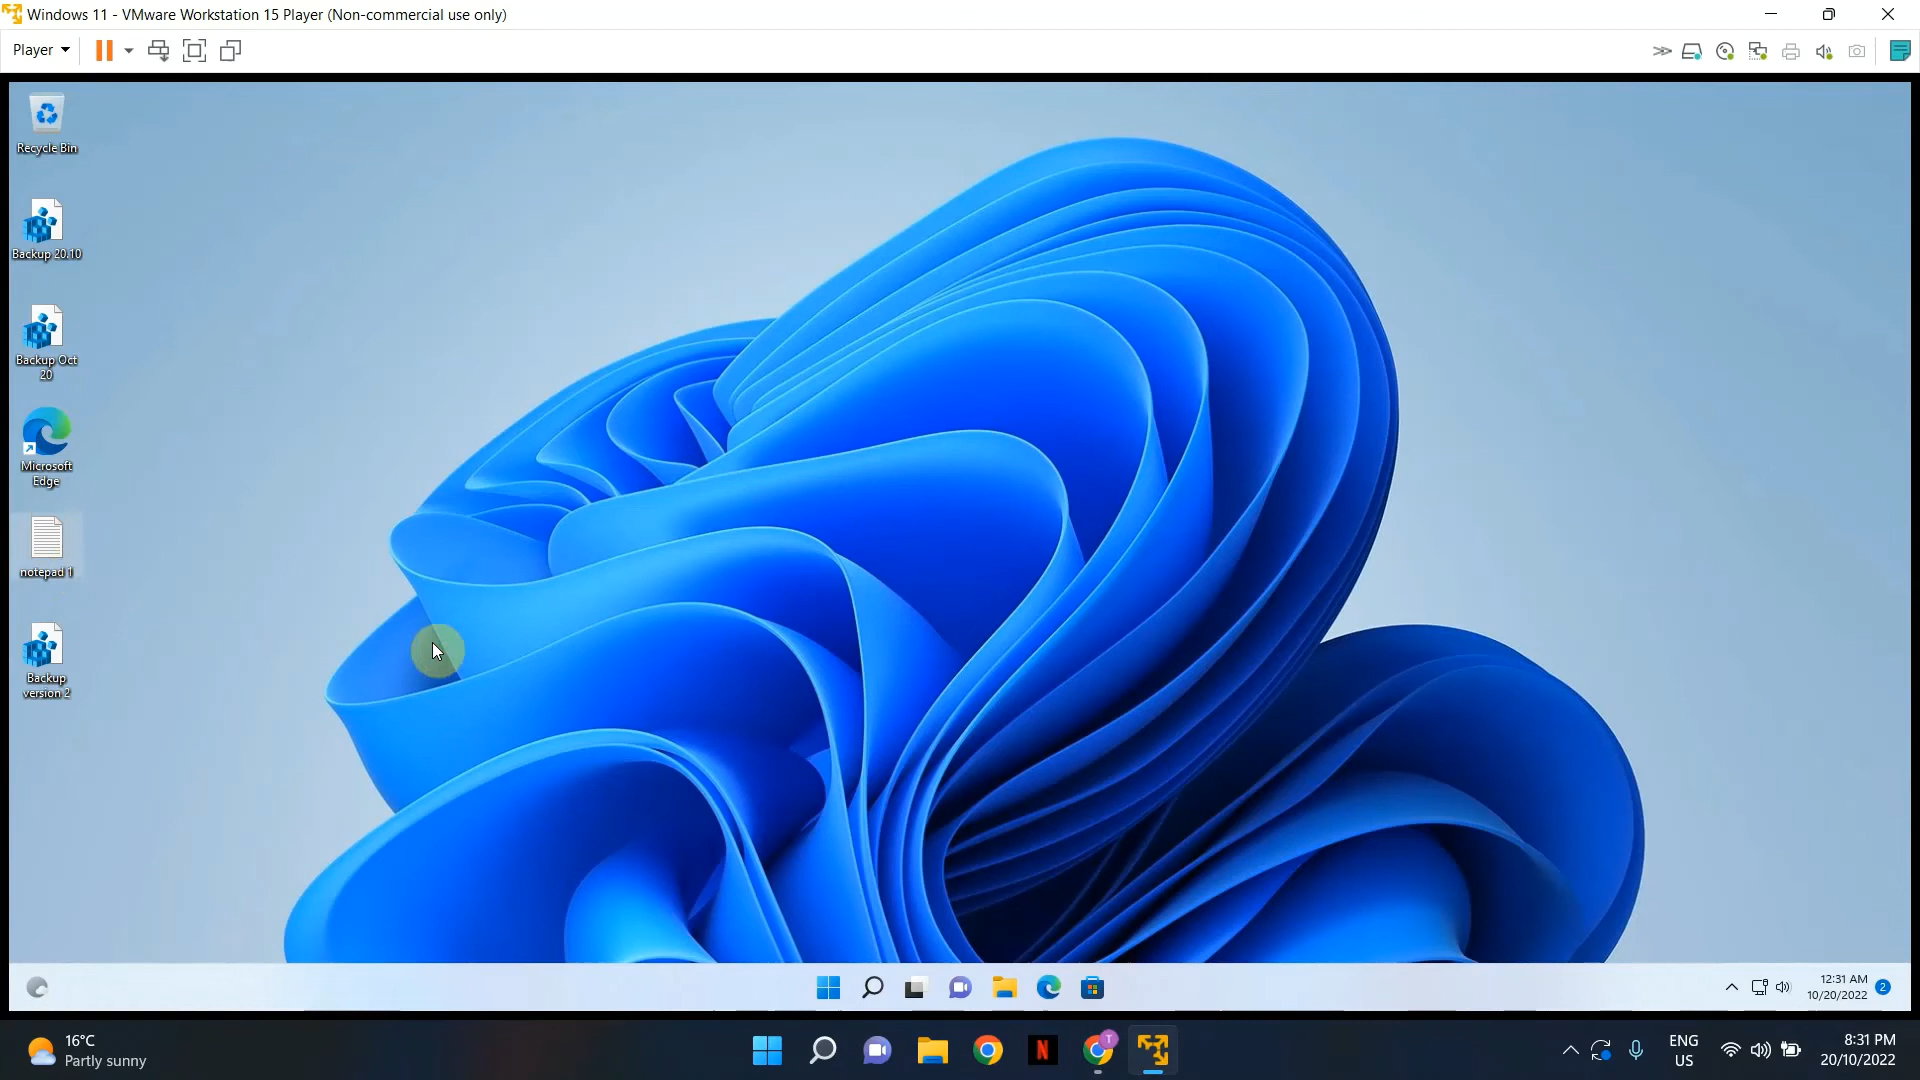 Windows 11 - VMware Workstation 15 Player (Non-commercial use only)
Player
Recycle Bin
Backup 20.10
Backup Oct
20
Microsoft
Edge
notepad 1
Backup
version 2
12:31 AM
10/20/2022
2
16°C
Partly sunny
N
T
ENG
US
8:31 PM
20/10/2022